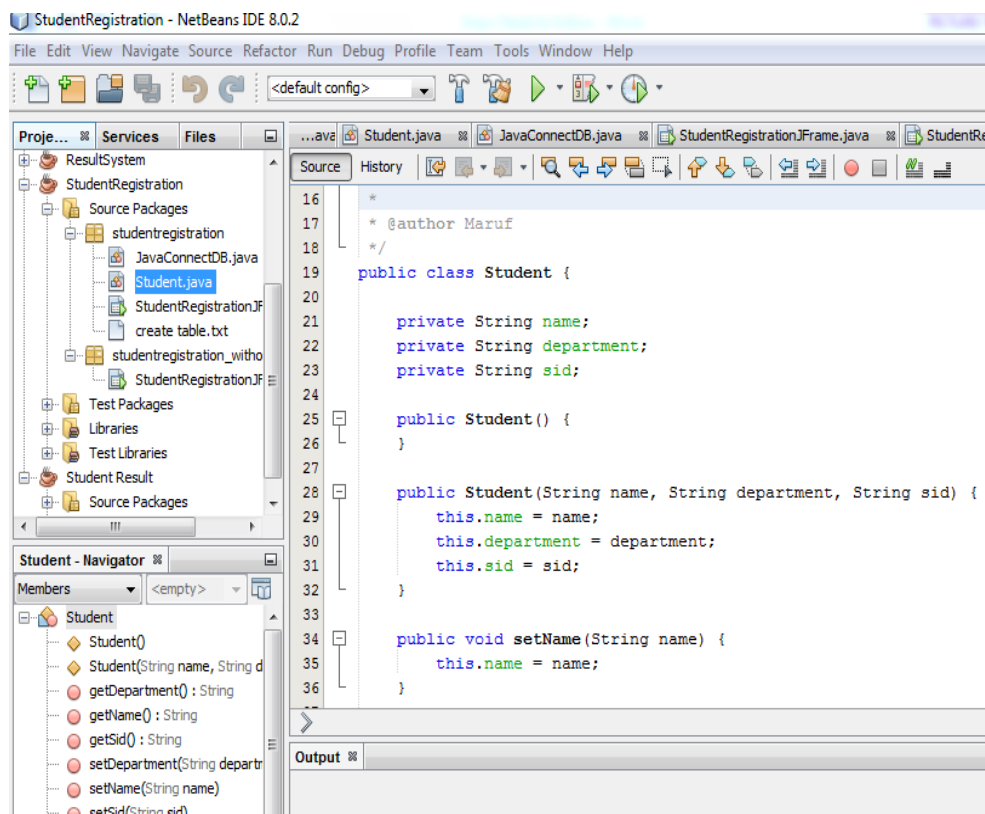 StudentRegistration - NetBeans IDE 8.0.2
File Edit View Navigate Source Refactor Run Debug Profile Team Tools Window Help
<default config>
Proje... Services Files
ResultSystem
StudentRegistration
Source Packages
studentregistration
JavaConnectDB.java
Student.java
StudentRegistrationJF
create table.txt
studentregistration_witho
StudentRegistrationJF
Test Packages
Libraries
Test Libraries
Student Result
Source Packages
Student - Navigator
Members <empty>
Student
Student()
Student(String name, String d
getDepartment() : String
getName() : String
getSid() : String
setDepartment(String departr
setName(String name)
setSid(String sid)
...ava Student.java JavaConnectDB.java StudentRegistrationJFrame.java StudentRe
Source History
16 *
17 * @author Maruf
18 */
19 public class Student {
20
21 private String name;
22 private String department;
23 private String sid;
24
25 public Student() {
26 }
27
28 public Student(String name, String department, String sid) {
29 this.name = name;
30 this.department = department;
31 this.sid = sid;
32 }
33
34 public void setName(String name) {
35 this.name = name;
36 }
Output